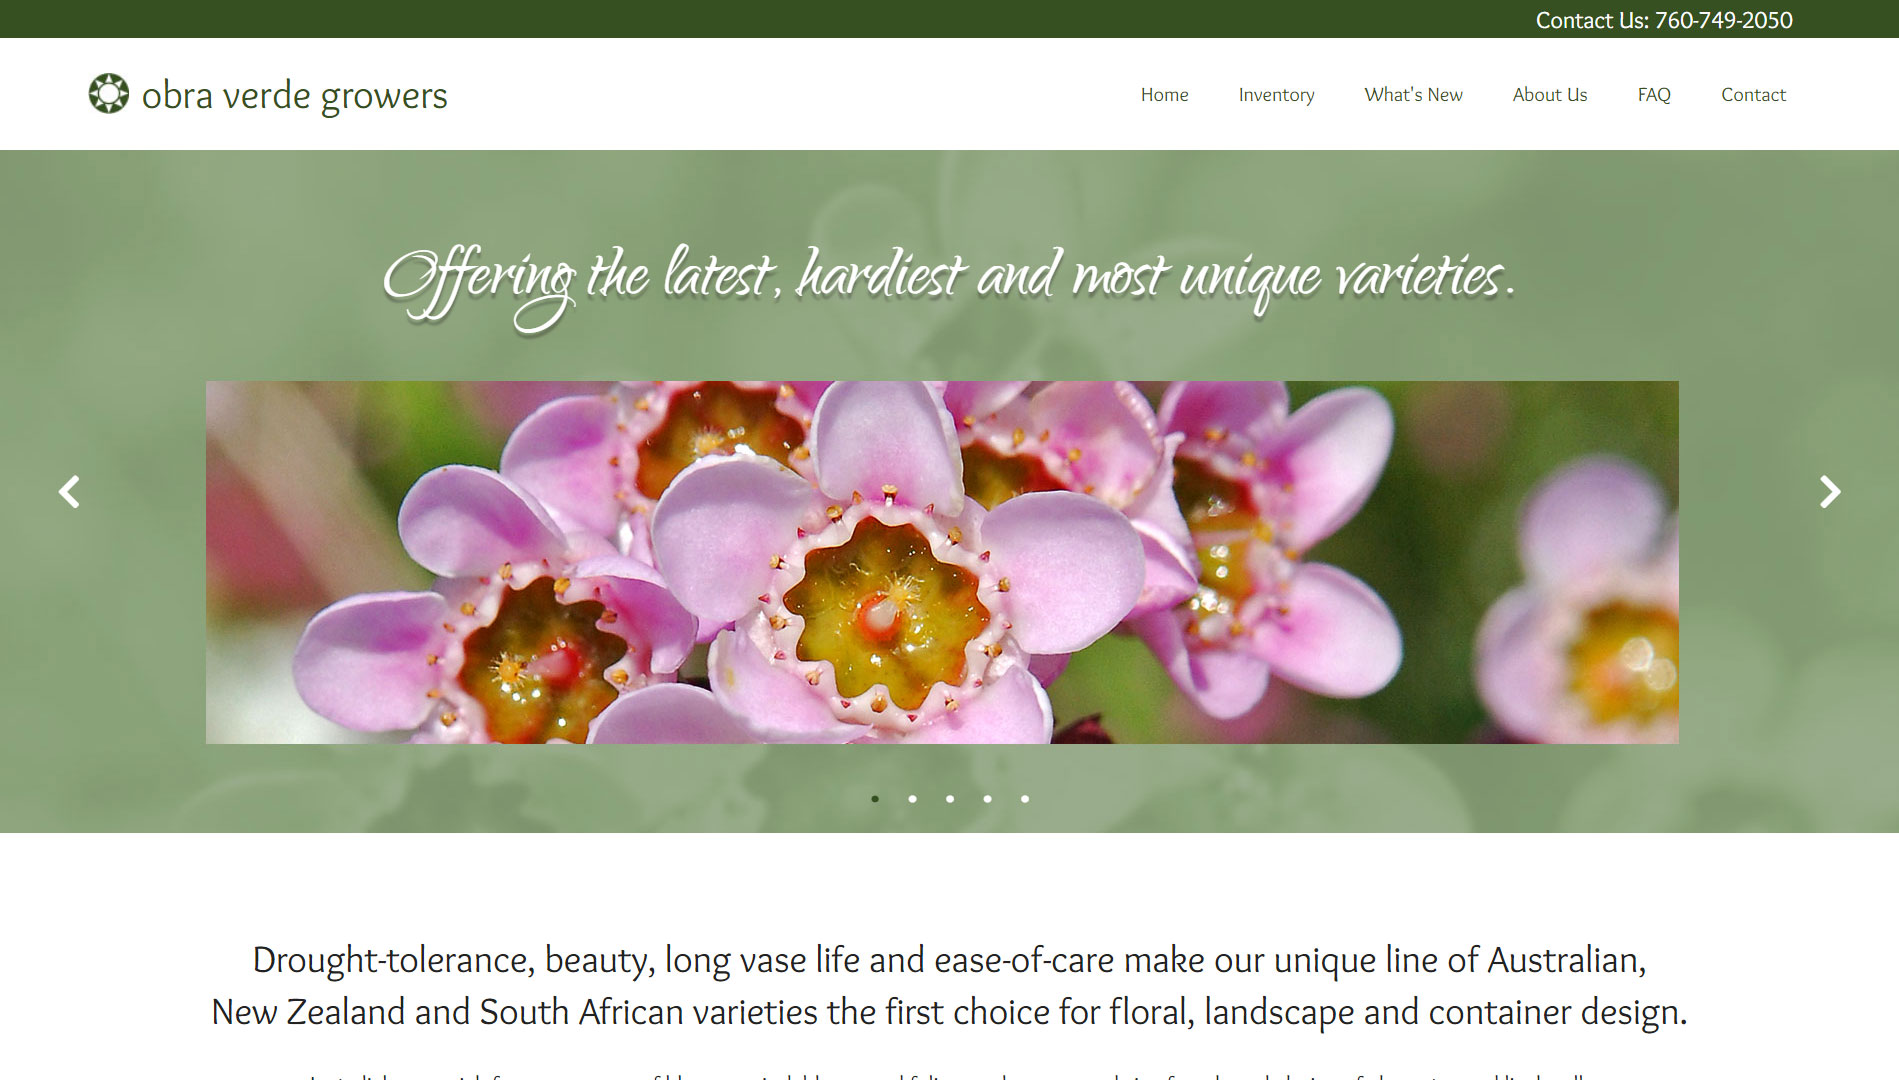 Contact Us: 760-749-2050
obra verde growers
Home Inventory What's New About Us FAQ Contact
Offering the latest, hardiest and most unique varieties.
Drought-tolerance, beauty, long vase life and ease-of-care make our unique line of Australian,
New Zealand and South African varieties the first choice for floral, landscape and container design.